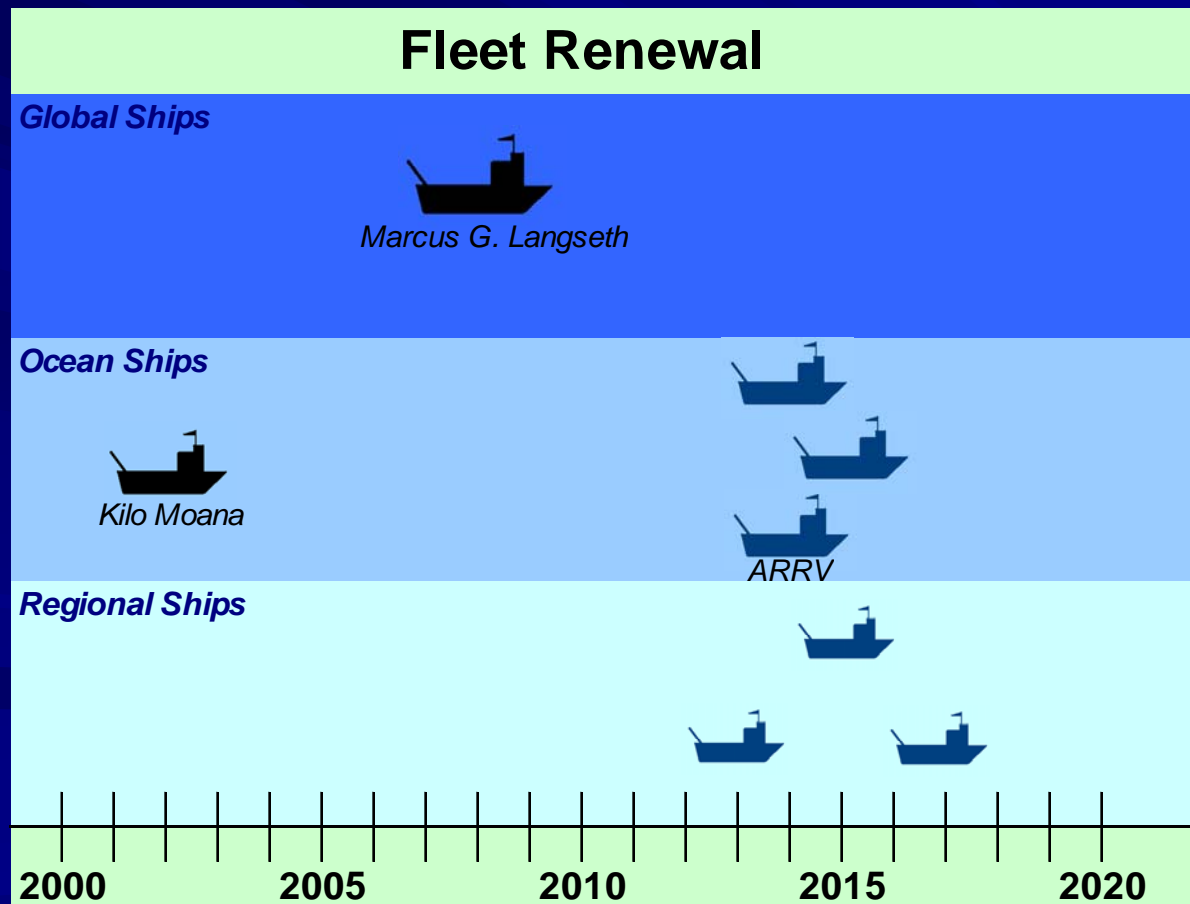 Fleet Renewal
Global Ships
Marcus G. Langseth
Ocean Ships
Kilo Moana
ARRV
Regional Ships
2000 2005 2010 2015 2020